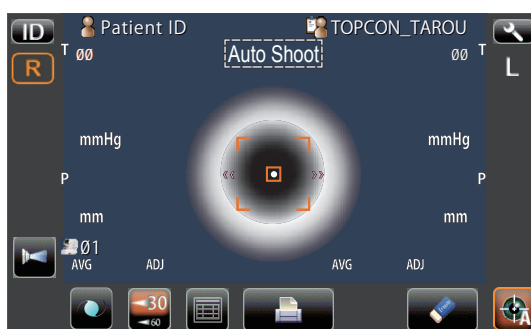 ID Patient ID TOPCON_TAROU
R T 00 Auto Shoot 00 T L
mmHg mmHg
P P
mm mm
01
AVG ADJ AVG ADJ
30
60
A